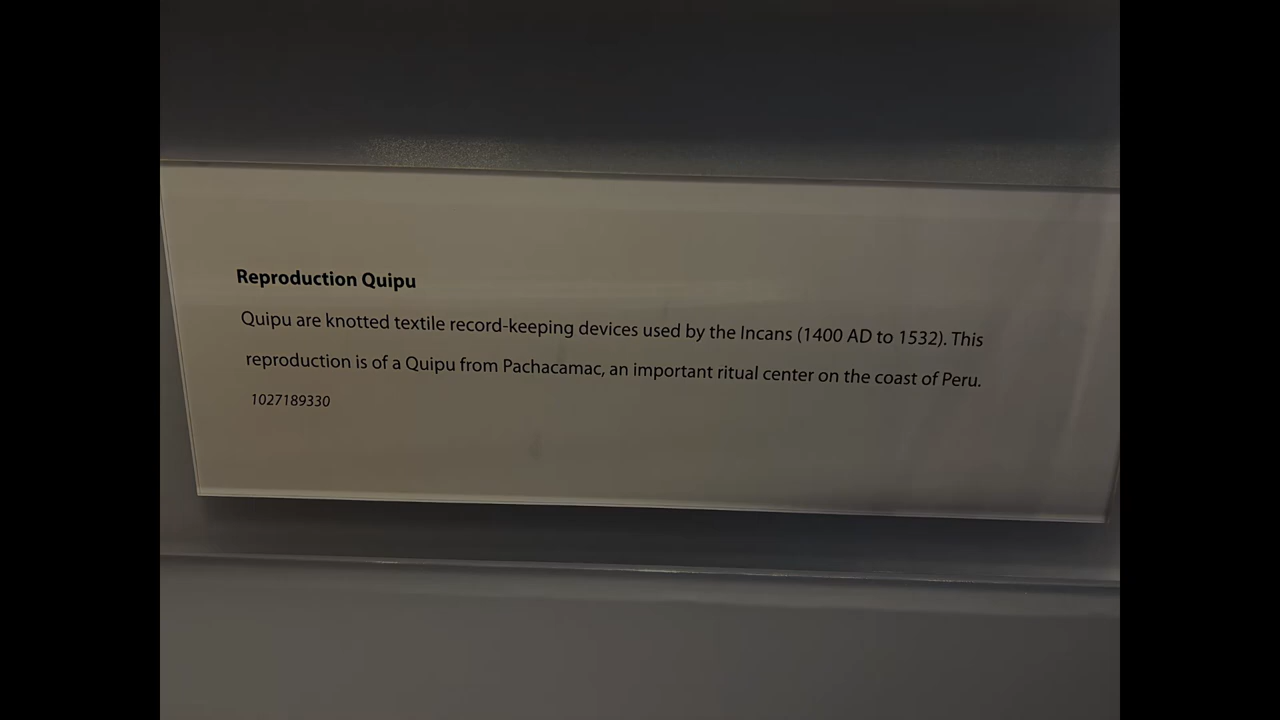 Reproduction Quipu
Quipu are knotted textile record-keeping devices used by the Incans (1400 AD to 1532). This
reproduction is of a Quipu from Pachacamac, an important ritual center on the coast of Peru.
1027189330